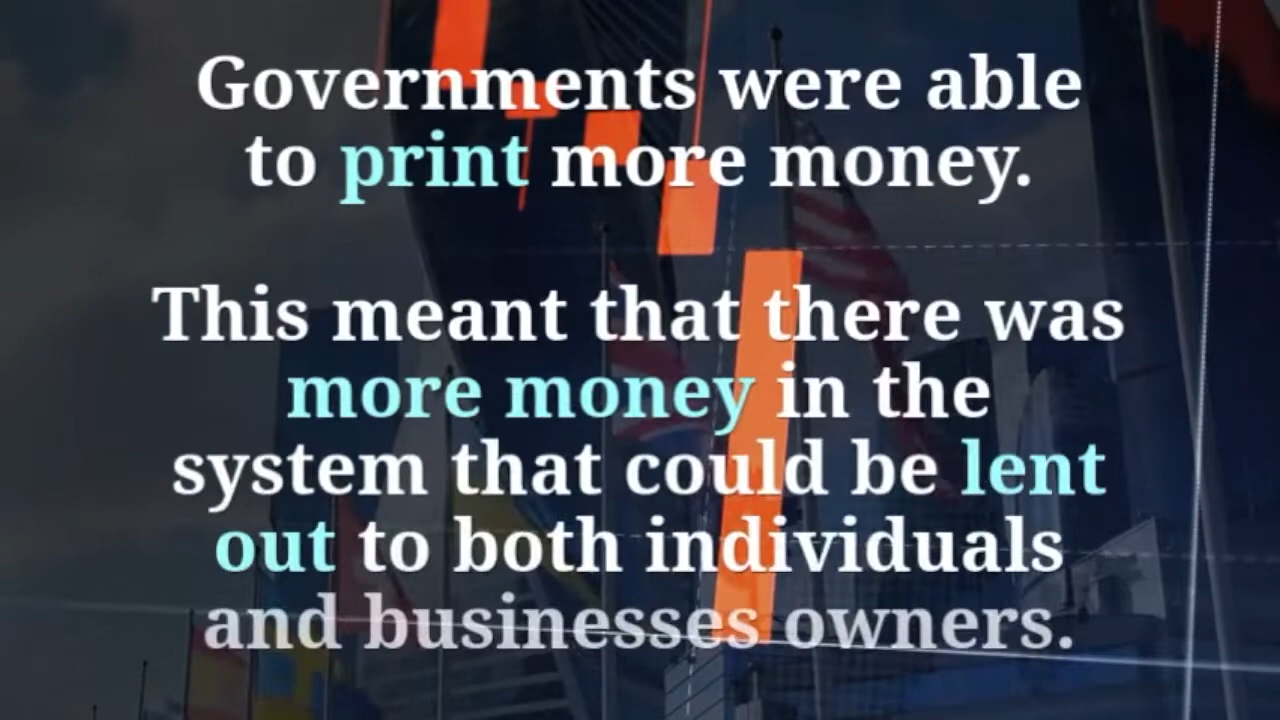 Governments were able
to print more money.
This meant that there was
more money in the
system that could be lent
out to both individuals
and businesses owners.